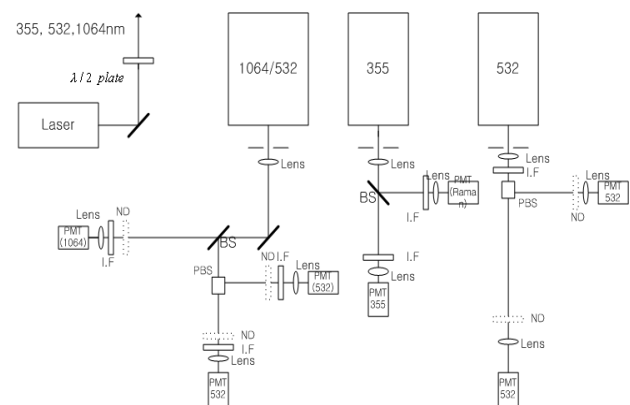 355, 532,1064nm
λ/2 plate
Laser
1064/532
355
532
Lens
Lens
Lens
Lens
PMT
(Rama
n)
BS
I.F
I.F
Lens
PMT
355
I.F
PBS
Lens
ND
PMT
532
ND
Lens
PMT
532
Lens
ND
PMT
(1064)
I.F
BS
PBS
ND
I.F
Lens
PMT
(532)
ND
I.F
Lens
PMT
532